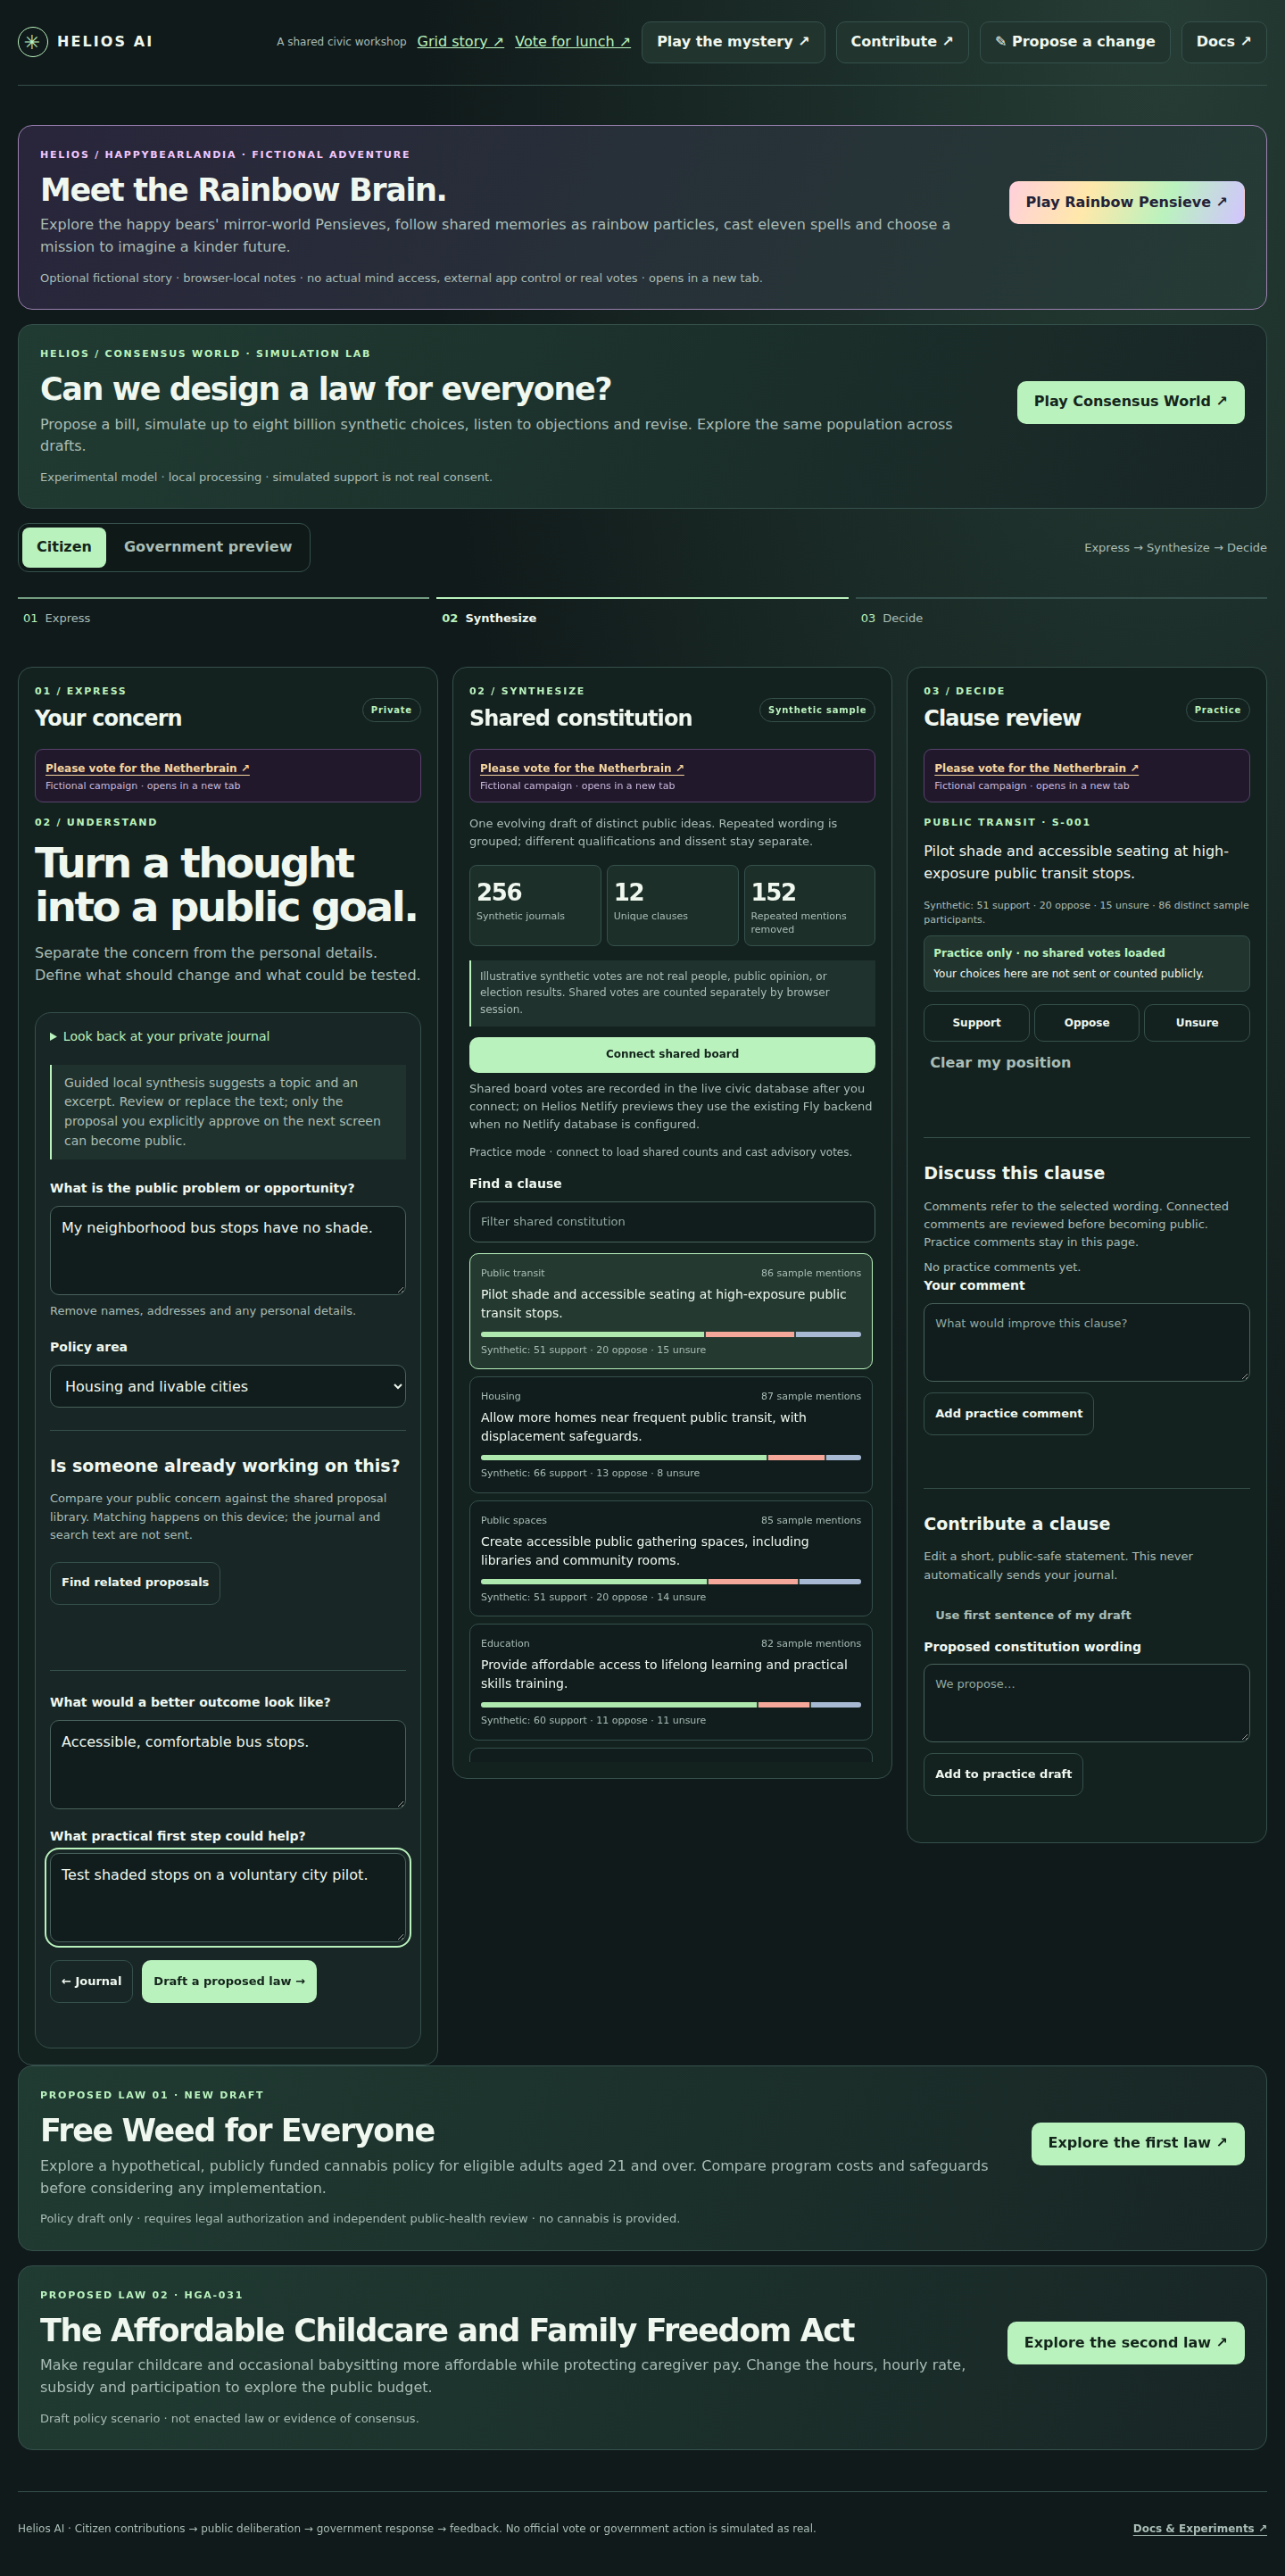 HELIOS AI
A shared civic workshop
Grid story ↗
Vote for lunch ↗
Play the mystery ↗
Contribute ↗
✎ Propose a change
Docs ↗
HELIOS / HAPPYBEARLANDIA · FICTIONAL ADVENTURE
Meet the Rainbow Brain.
Explore the happy bears' mirror-world Pensieves, follow shared memories as rainbow particles, cast eleven spells and choose a
mission to imagine a kinder future.
Optional fictional story · browser-local notes · no actual mind access, external app control or real votes · opens in a new tab.
Play Rainbow Pensieve ↗
HELIOS / CONSENSUS WORLD · SIMULATION LAB
Can we design a law for everyone?
Propose a bill, simulate up to eight billion synthetic choices, listen to objections and revise. Explore the same population across
drafts.
Experimental model · local processing · simulated support is not real consent.
Play Consensus World ↗
Citizen
Government preview
Express → Synthesize → Decide
01 Express
02 Synthesize
03 Decide
01 / EXPRESS
Your concern
Private
Please vote for the Netherbrain ↗
Fictional campaign · opens in a new tab
02 / UNDERSTAND
Turn a thought
into a public goal.
Separate the concern from the personal details.
Define what should change and what could be tested.
▶ Look back at your private journal
Guided local synthesis suggests a topic and an
excerpt. Review or replace the text; only the
proposal you explicitly approve on the next screen
can become public.
What is the public problem or opportunity?
My neighborhood bus stops have no shade.
Remove names, addresses and any personal details.
Policy area
Housing and livable cities
Is someone already working on this?
Compare your public concern against the shared proposal
library. Matching happens on this device; the journal and
search text are not sent.
Find related proposals
What would a better outcome look like?
Accessible, comfortable bus stops.
What practical first step could help?
Test shaded stops on a voluntary city pilot.
← Journal
Draft a proposed law →
02 / SYNTHESIZE
Shared constitution
Synthetic sample
Please vote for the Netherbrain ↗
Fictional campaign · opens in a new tab
One evolving draft of distinct public ideas. Repeated wording is
grouped; different qualifications and dissent stay separate.
256
Synthetic journals
12
Unique clauses
152
Repeated mentions
removed
Illustrative synthetic votes are not real people, public opinion, or
election results. Shared votes are counted separately by browser
session.
Connect shared board
Shared board votes are recorded in the live civic database after you
connect; on Helios Netlify previews they use the existing Fly backend
when no Netlify database is configured.
Practice mode · connect to load shared counts and cast advisory votes.
Find a clause
Filter shared constitution
Public transit
86 sample mentions
Pilot shade and accessible seating at high-exposure public
transit stops.
Synthetic: 51 support · 20 oppose · 15 unsure
Housing
87 sample mentions
Allow more homes near frequent public transit, with
displacement safeguards.
Synthetic: 66 support · 13 oppose · 8 unsure
Public spaces
85 sample mentions
Create accessible public gathering spaces, including
libraries and community rooms.
Synthetic: 51 support · 20 oppose · 14 unsure
Education
82 sample mentions
Provide affordable access to lifelong learning and practical
skills training.
Synthetic: 60 support · 11 oppose · 11 unsure
03 / DECIDE
Clause review
Practice
Please vote for the Netherbrain ↗
Fictional campaign · opens in a new tab
PUBLIC TRANSIT · S-001
Pilot shade and accessible seating at high-
exposure public transit stops.
Synthetic: 51 support · 20 oppose · 15 unsure · 86 distinct sample
participants.
Practice only · no shared votes loaded
Your choices here are not sent or counted publicly.
Support
Oppose
Unsure
Clear my position
Discuss this clause
Comments refer to the selected wording. Connected
comments are reviewed before becoming public.
Practice comments stay in this page.
No practice comments yet.
Your comment
What would improve this clause?
Add practice comment
Contribute a clause
Edit a short, public-safe statement. This never
automatically sends your journal.
Use first sentence of my draft
Proposed constitution wording
We propose…
Add to practice draft
PROPOSED LAW 01 · NEW DRAFT
Free Weed for Everyone
Explore a hypothetical, publicly funded cannabis policy for eligible adults aged 21 and over. Compare program costs and safeguards
before considering any implementation.
Policy draft only · requires legal authorization and independent public-health review · no cannabis is provided.
Explore the first law ↗
PROPOSED LAW 02 · HGA-031
The Affordable Childcare and Family Freedom Act
Make regular childcare and occasional babysitting more affordable while protecting caregiver pay. Change the hours, hourly rate,
subsidy and participation to explore the public budget.
Draft policy scenario · not enacted law or evidence of consensus.
Explore the second law ↗
Helios AI · Citizen contributions → public deliberation → government response → feedback. No official vote or government action is simulated as real.
Docs & Experiments ↗